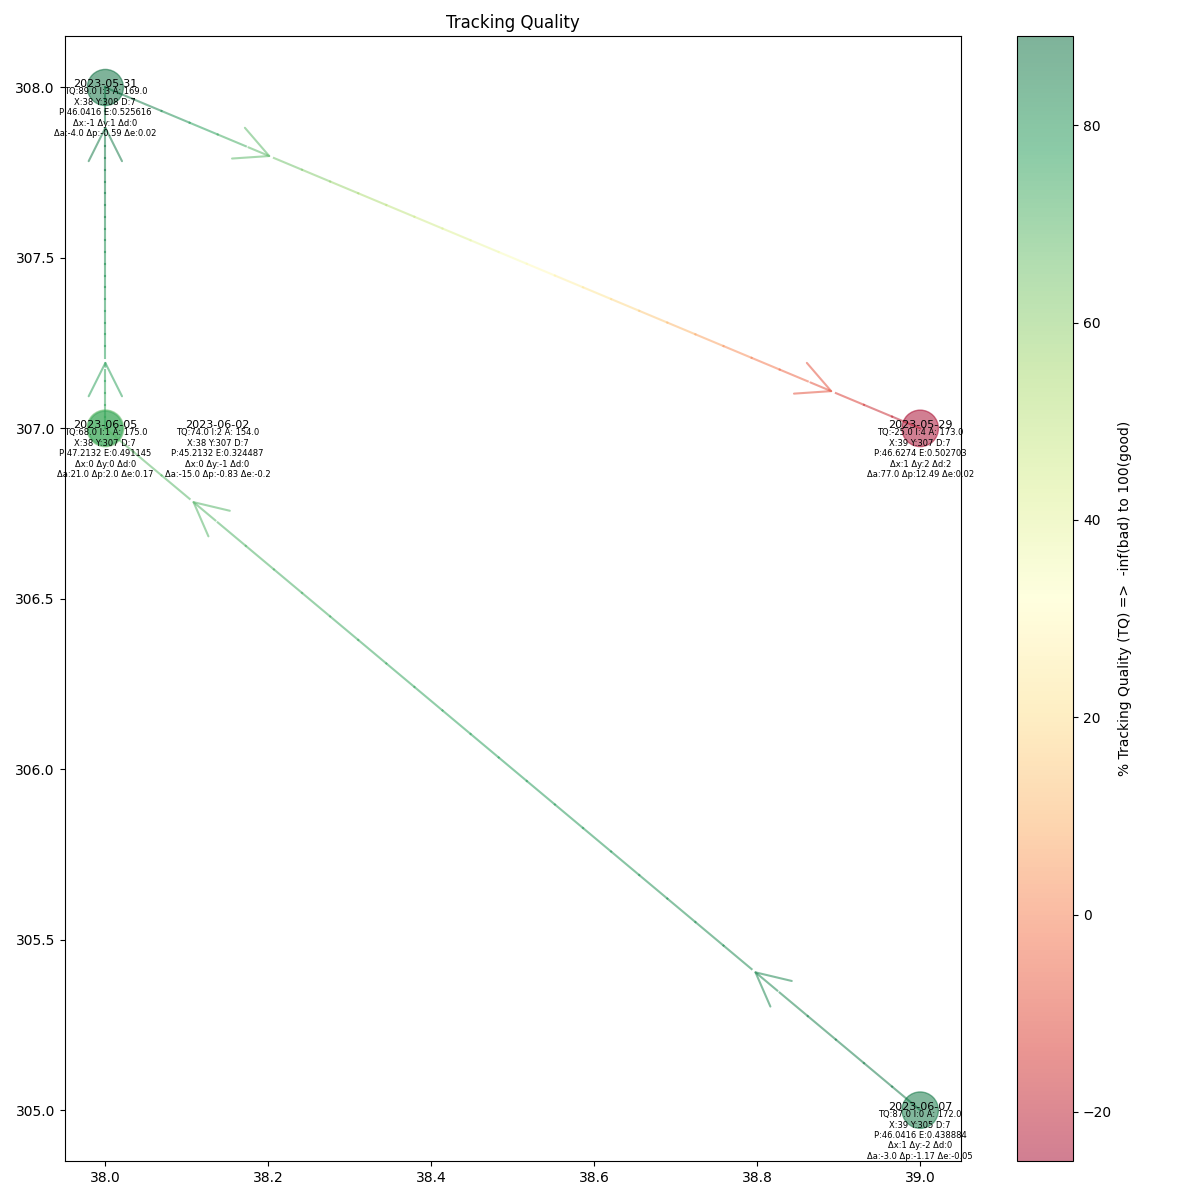 Tracking Quality
308.0
307.5
307.0
306.5
306.0
305.5
305.0
38.0
38.2
38.4
38.6
38.8
39.0
2023-05-31
TQ:89.0 I:3 A: 169.0
X:38 Y:308 D:7
P:46.0416 E:0.525616
Δx:-1 Δy:1 Δd:0
Δa:-4.0 Δp:-0.59 Δe:0.02
2023-06-05
TQ:68.0 I:1 A: 175.0
X:38 Y:307 D:7
P:47.2132 E:0.491145
Δx:0 Δy:0 Δd:0
Δa:21.0 Δp:2.0 Δe:0.17
2023-06-02
TQ:74.0 I:2 A: 154.0
X:38 Y:307 D:7
P:45.2132 E:0.324487
Δx:0 Δy:-1 Δd:0
Δa:-15.0 Δp:-0.83 Δe:-0.2
2023-05-29
TQ:-25.0 I:4 A: 173.0
X:39 Y:307 D:7
P:46.6274 E:0.502703
Δx:1 Δy:2 Δd:2
Δa:77.0 Δp:12.49 Δe:0.02
2023-06-07
TQ:87.0 I:0 A: 172.0
X:39 Y:305 D:7
P:46.0416 E:0.438884
Δx:1 Δy:-2 Δd:0
Δa:-3.0 Δp:-1.17 Δe:-0.05
80
60
40
20
0
−20
% Tracking Quality (TQ) => -inf(bad) to 100(good)